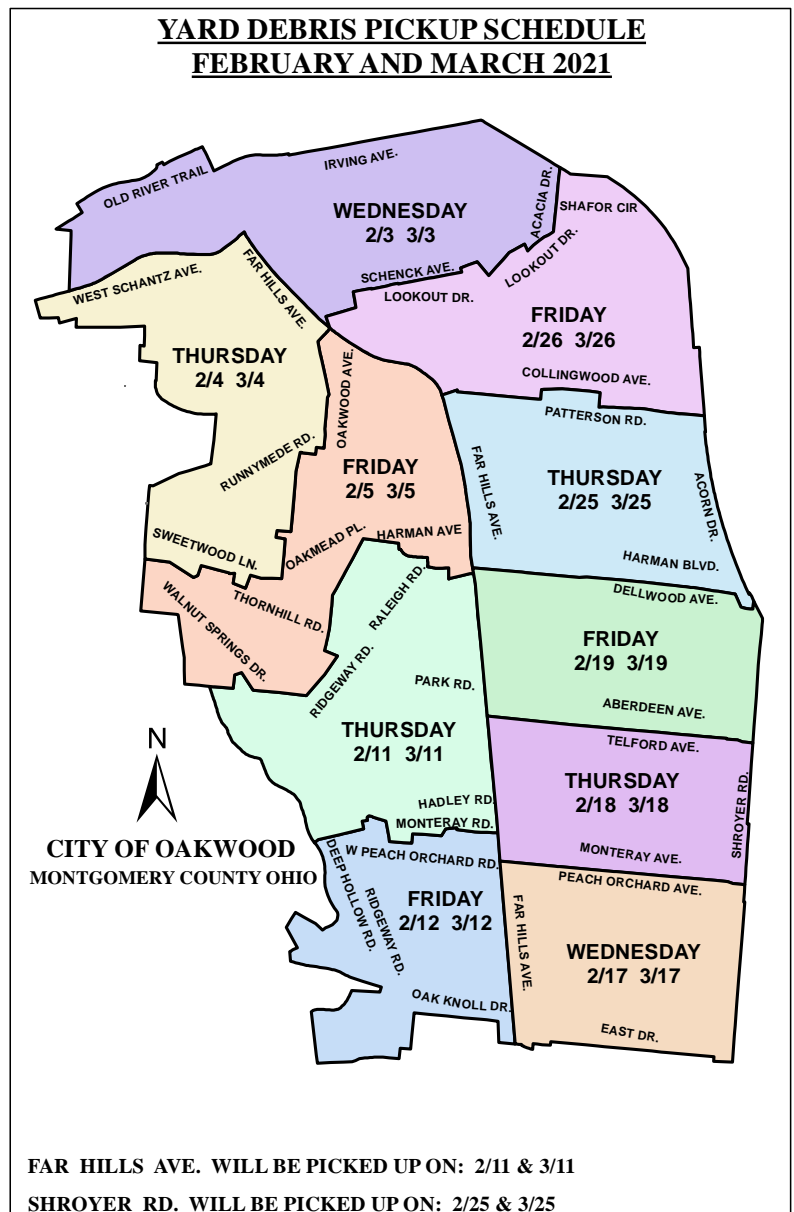 YARD DEBRIS PICKUP SCHEDULE
FEBRUARY AND MARCH 2021
OLD RIVER TRAIL
IRVING AVE.
ACACIA DR.
WEDNESDAY
2/3 3/3
SHAFOR CIR
LOOKOUT DR.
SCHENCK AVE.
LOOKOUT DR.
WEST SCHANTZ AVE.
FAR HILLS AVE.
FRIDAY
2/26 3/26
COLLINGWOOD AVE.
THURSDAY
2/4 3/4
RUNNYMEDE RD.
SWEETWOOD LN.
OAKWOOD AVE.
FRIDAY
2/5 3/5
OAKMEAD PL.
HARMAN AVE
THORNHILL RD.
WALNUT SPRINGS DR.
PATTERSON RD.
FAR HILLS AVE.
THURSDAY
2/25 3/25
ACORN DR.
HARMAN BLVD.
RALEIGH RD.
RIDGEWAY RD.
PARK RD.
THURSDAY
2/11 3/11
HADLEY RD.
MONTERAY RD.
DELLWOOD AVE.
FRIDAY
2/19 3/19
ABERDEEN AVE.
TELFORD AVE.
THURSDAY
2/18 3/18
SHROYER RD.
MONTERAY AVE.
N
CITY OF OAKWOOD
MONTGOMERY COUNTY OHIO
W PEACH ORCHARD RD.
DEEP HOLLOW RD.
RIDGEWAY RD.
FRIDAY
2/12 3/12
OAK KNOLL DR.
PEACH ORCHARD AVE.
FAR HILLS AVE.
WEDNESDAY
2/17 3/17
EAST DR.
FAR HILLS AVE. WILL BE PICKED UP ON: 2/11 & 3/11
SHROYER RD. WILL BE PICKED UP ON: 2/25 & 3/25